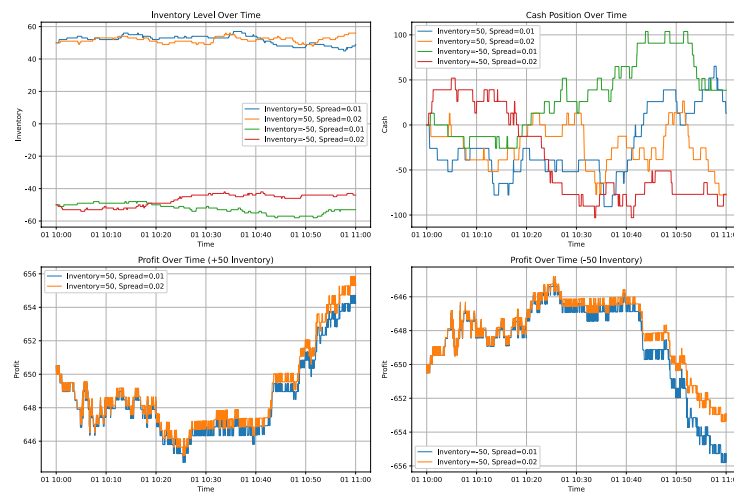 Inventory Level Over Time
60
40
20
0
−20
−40
−60
Inventory
Inventory=50, Spread=0.01
Inventory=50, Spread=0.02
Inventory=-50, Spread=0.01
Inventory=-50, Spread=0.02
01 10:00 01 10:10 01 10:20 01 10:30 01 10:40 01 10:50 01 11:00
Time
Cash Position Over Time
100
50
0
−50
−100
Cash
Inventory=50, Spread=0.01
Inventory=50, Spread=0.02
Inventory=-50, Spread=0.01
Inventory=-50, Spread=0.02
01 10:00 01 10:10 01 10:20 01 10:30 01 10:40 01 10:50 01 11:0
Time
Profit Over Time (+50 Inventory)
656
654
652
650
648
646
Profit
Inventory=50, Spread=0.01
Inventory=50, Spread=0.02
01 10:00 01 10:10 01 10:20 01 10:30 01 10:40 01 10:50 01 11:00
Time
Profit Over Time (-50 Inventory)
−646
−648
−650
−652
−654
−656
Profit
Inventory=-50, Spread=0.01
Inventory=-50, Spread=0.02
01 10:00 01 10:10 01 10:20 01 10:30 01 10:40 01 10:50 01 11:0
Time